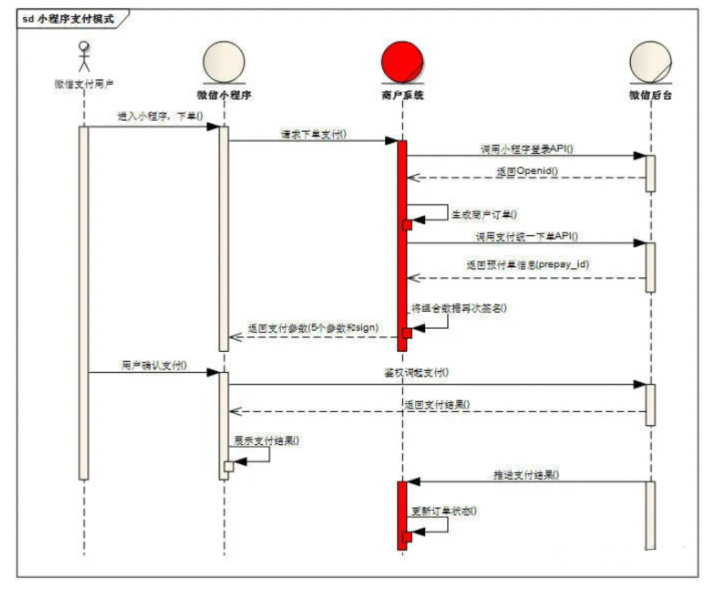 sd 小程序支付模式
微信支付用户
微信小程序
商户系统
微信后台
进入小程序，下单()
请求下单支付()
调用小程序登录API()
返回Openid()
生成商户订单()
调用支付统一下单API()
返回预付单信息(prepay_id)
将组合数据再次签名()
返回支付参数(5个参数和sign)
用户确认支付()
鉴权调起支付()
返回支付结果()
展示支付结果()
推送支付结果()
更新订单状态()